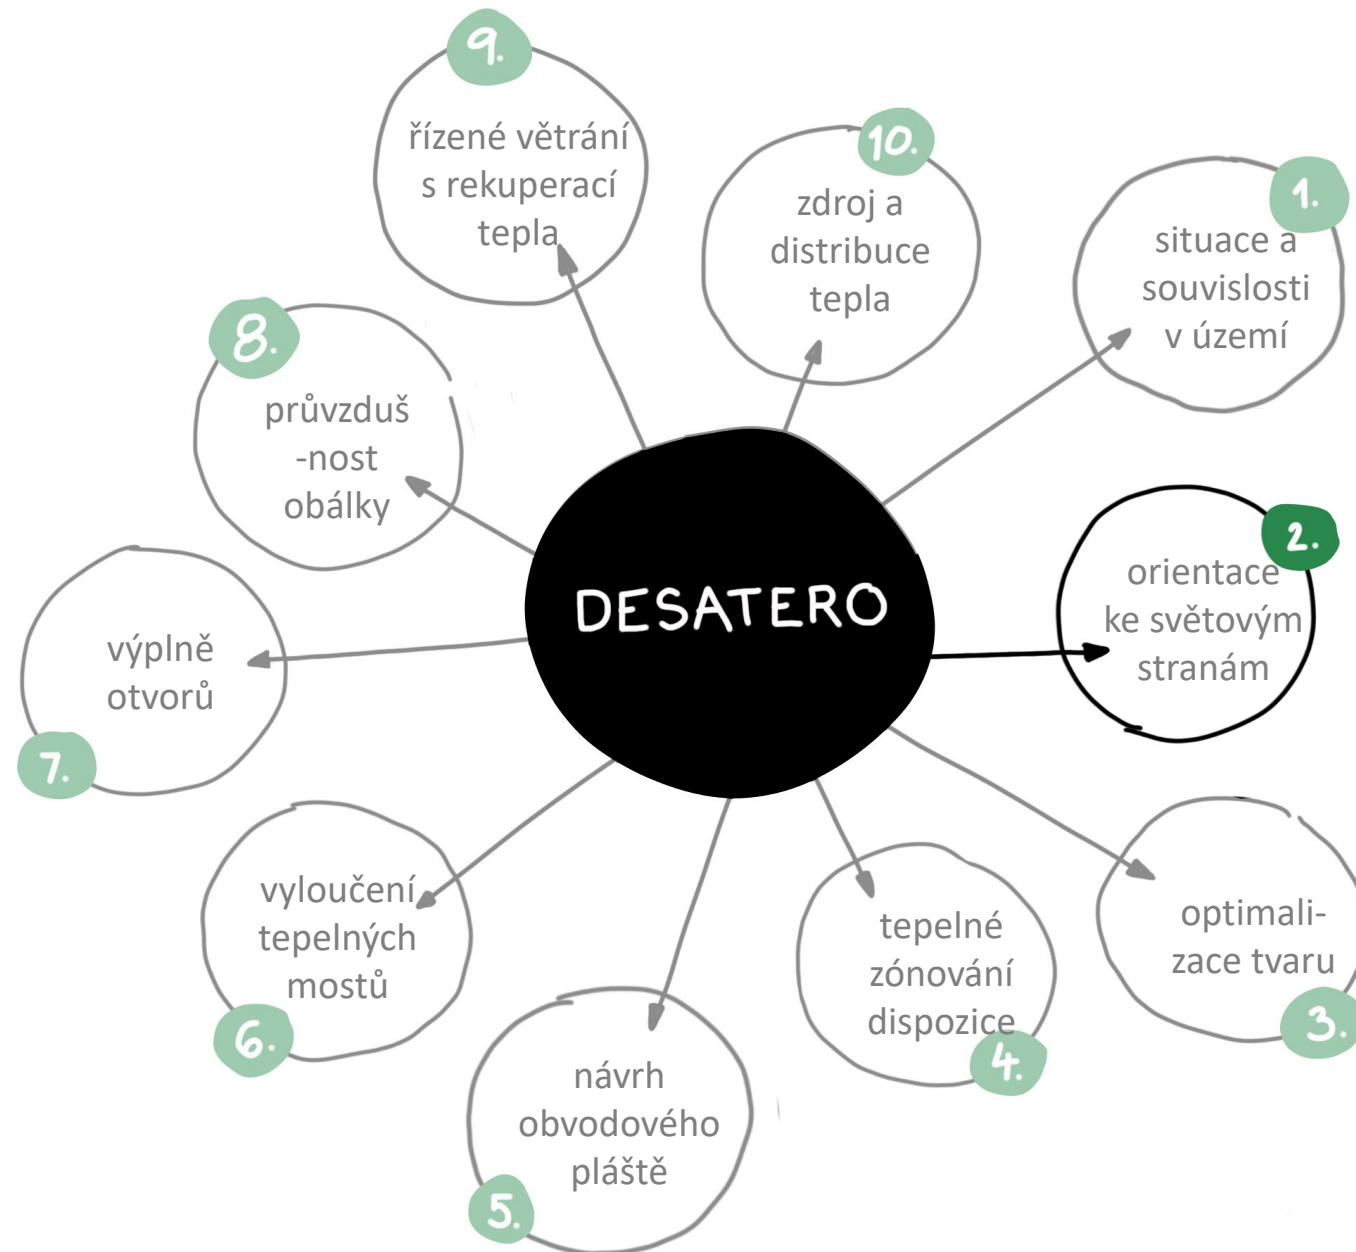 DESATERO
1.
situace a
souvislosti
v území
2.
orientace
ke světovým
stranám
3.
optimali-
zace tvaru
4.
tepelné
zónování
dispozice
5.
návrh
obvodového
pláště
6.
vyloučení
tepelných
mostů
7.
výplně
otvorů
8.
průvzduš
-nost
obálky
9.
řízené větrání
s rekuperací
tepla
10.
zdroj a
distribuce
tepla